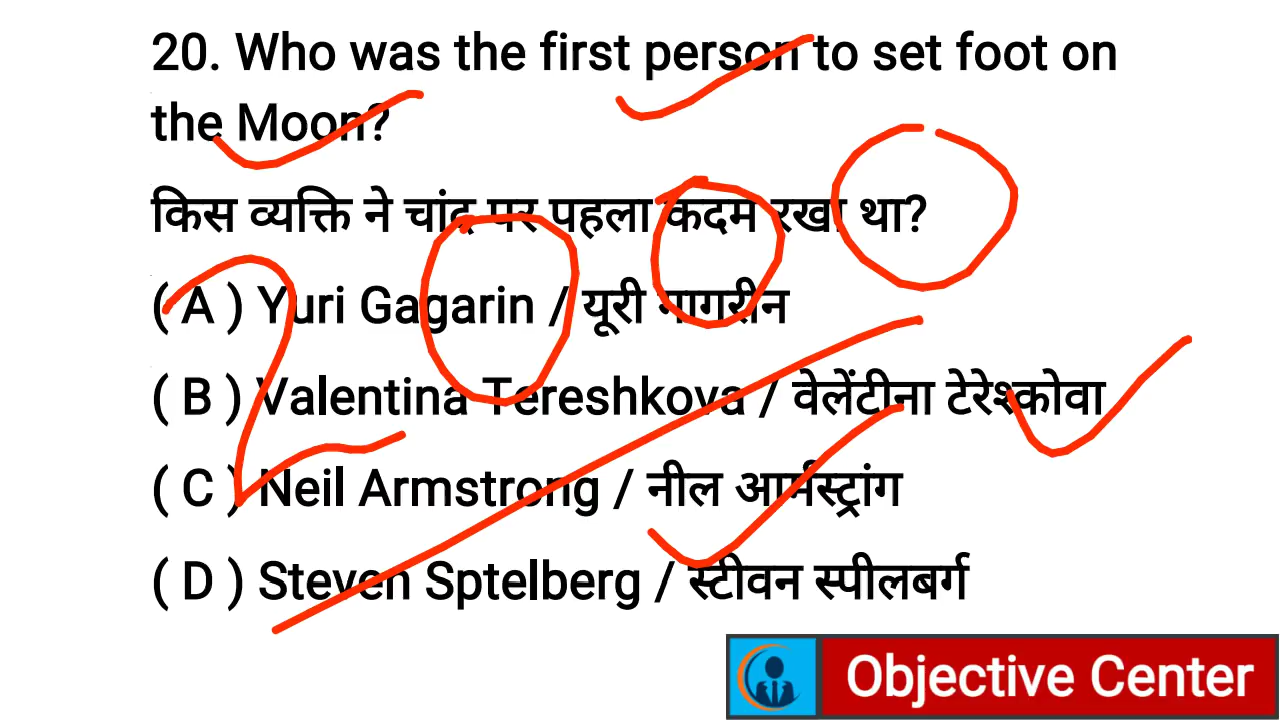 20. Who was the first person to set foot on
the Moon?
किस व्यक्ति ने चांद पर पहला कदम रखा था?
( A ) Yuri Gagarin / यूरी गागरीन
( B ) Valentina Tereshkova / वेलेंटीना टेरेश्कोवा
( C ) Neil Armstrong / नील आर्मस्ट्रांग
( D ) Steven Sptelberg / स्टीवन स्पीलबर्ग
Objective Center